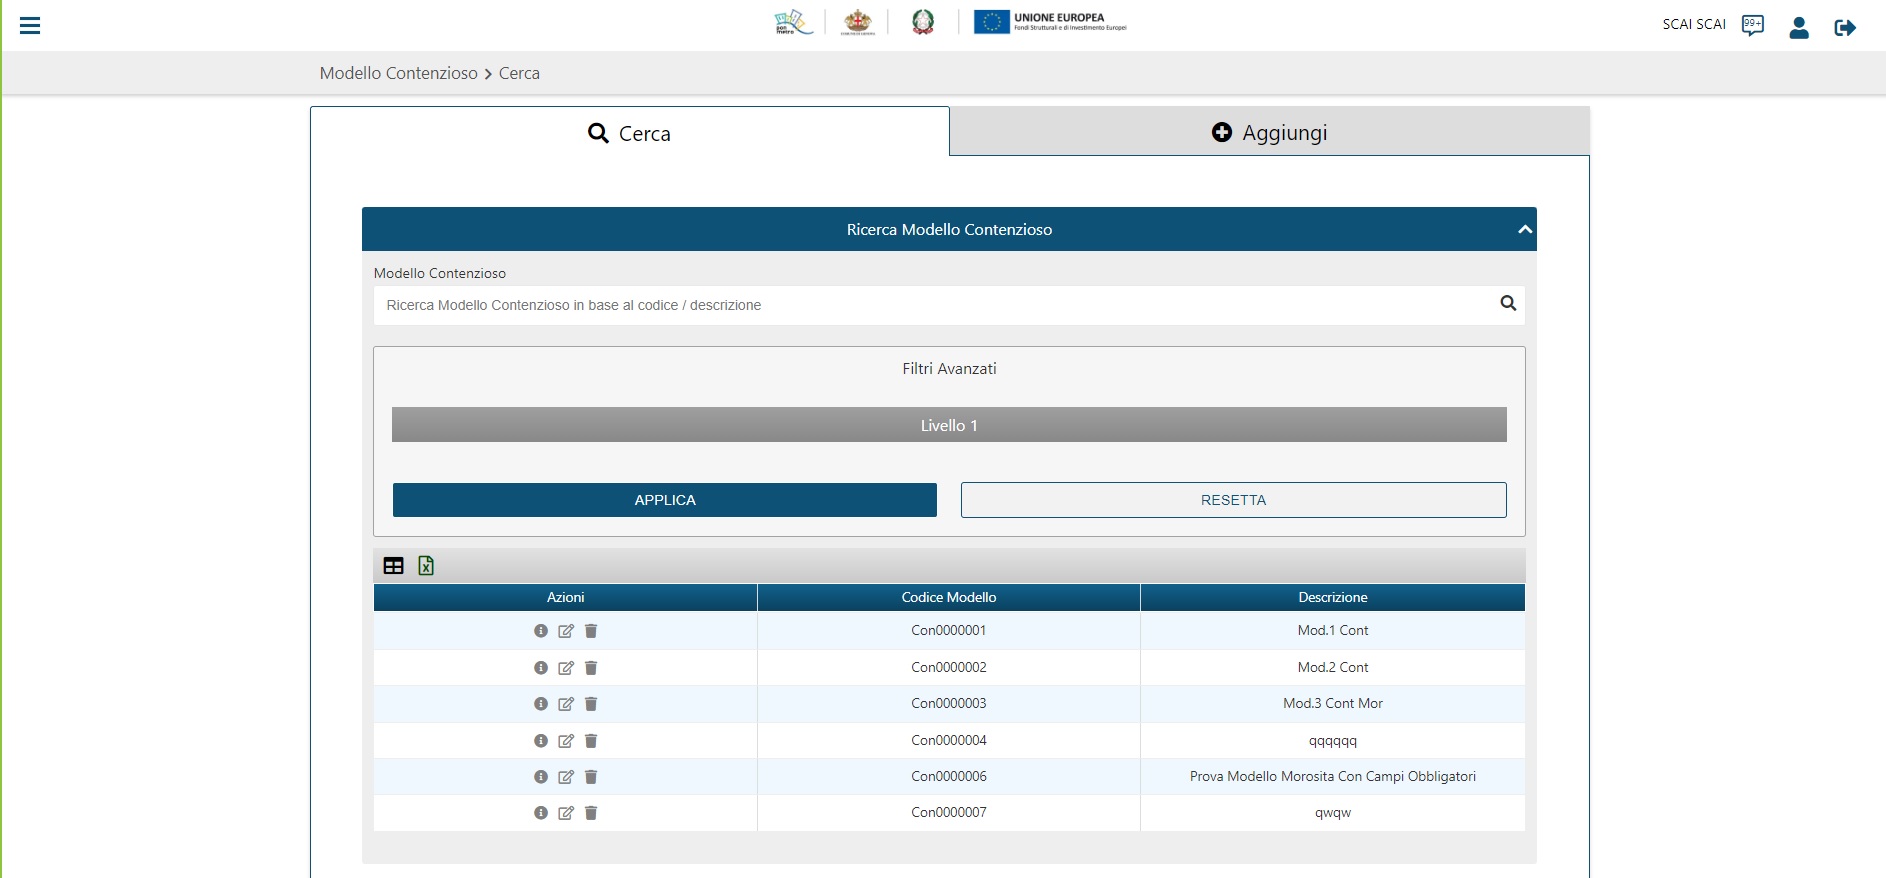 pon metro
UNIONE EUROPEA
Fondi Strutturali e di Investimento Europei
SCAI SCAI
99+
Modello Contenzioso > Cerca
Cerca
Aggiungi
Ricerca Modello Contenzioso
Modello Contenzioso
Ricerca Modello Contenzioso in base al codice / descrizione
Filtri Avanzati
Livello 1
APPLICA RESETTA
Azioni Codice Modello Descrizione
Con0000001 Mod.1 Cont
Con0000002 Mod.2 Cont
Con0000003 Mod.3 Cont Mor
Con0000004 qqqqqq
Con0000006 Prova Modello Morosita Con Campi Obbligatori
Con0000007 qwqw